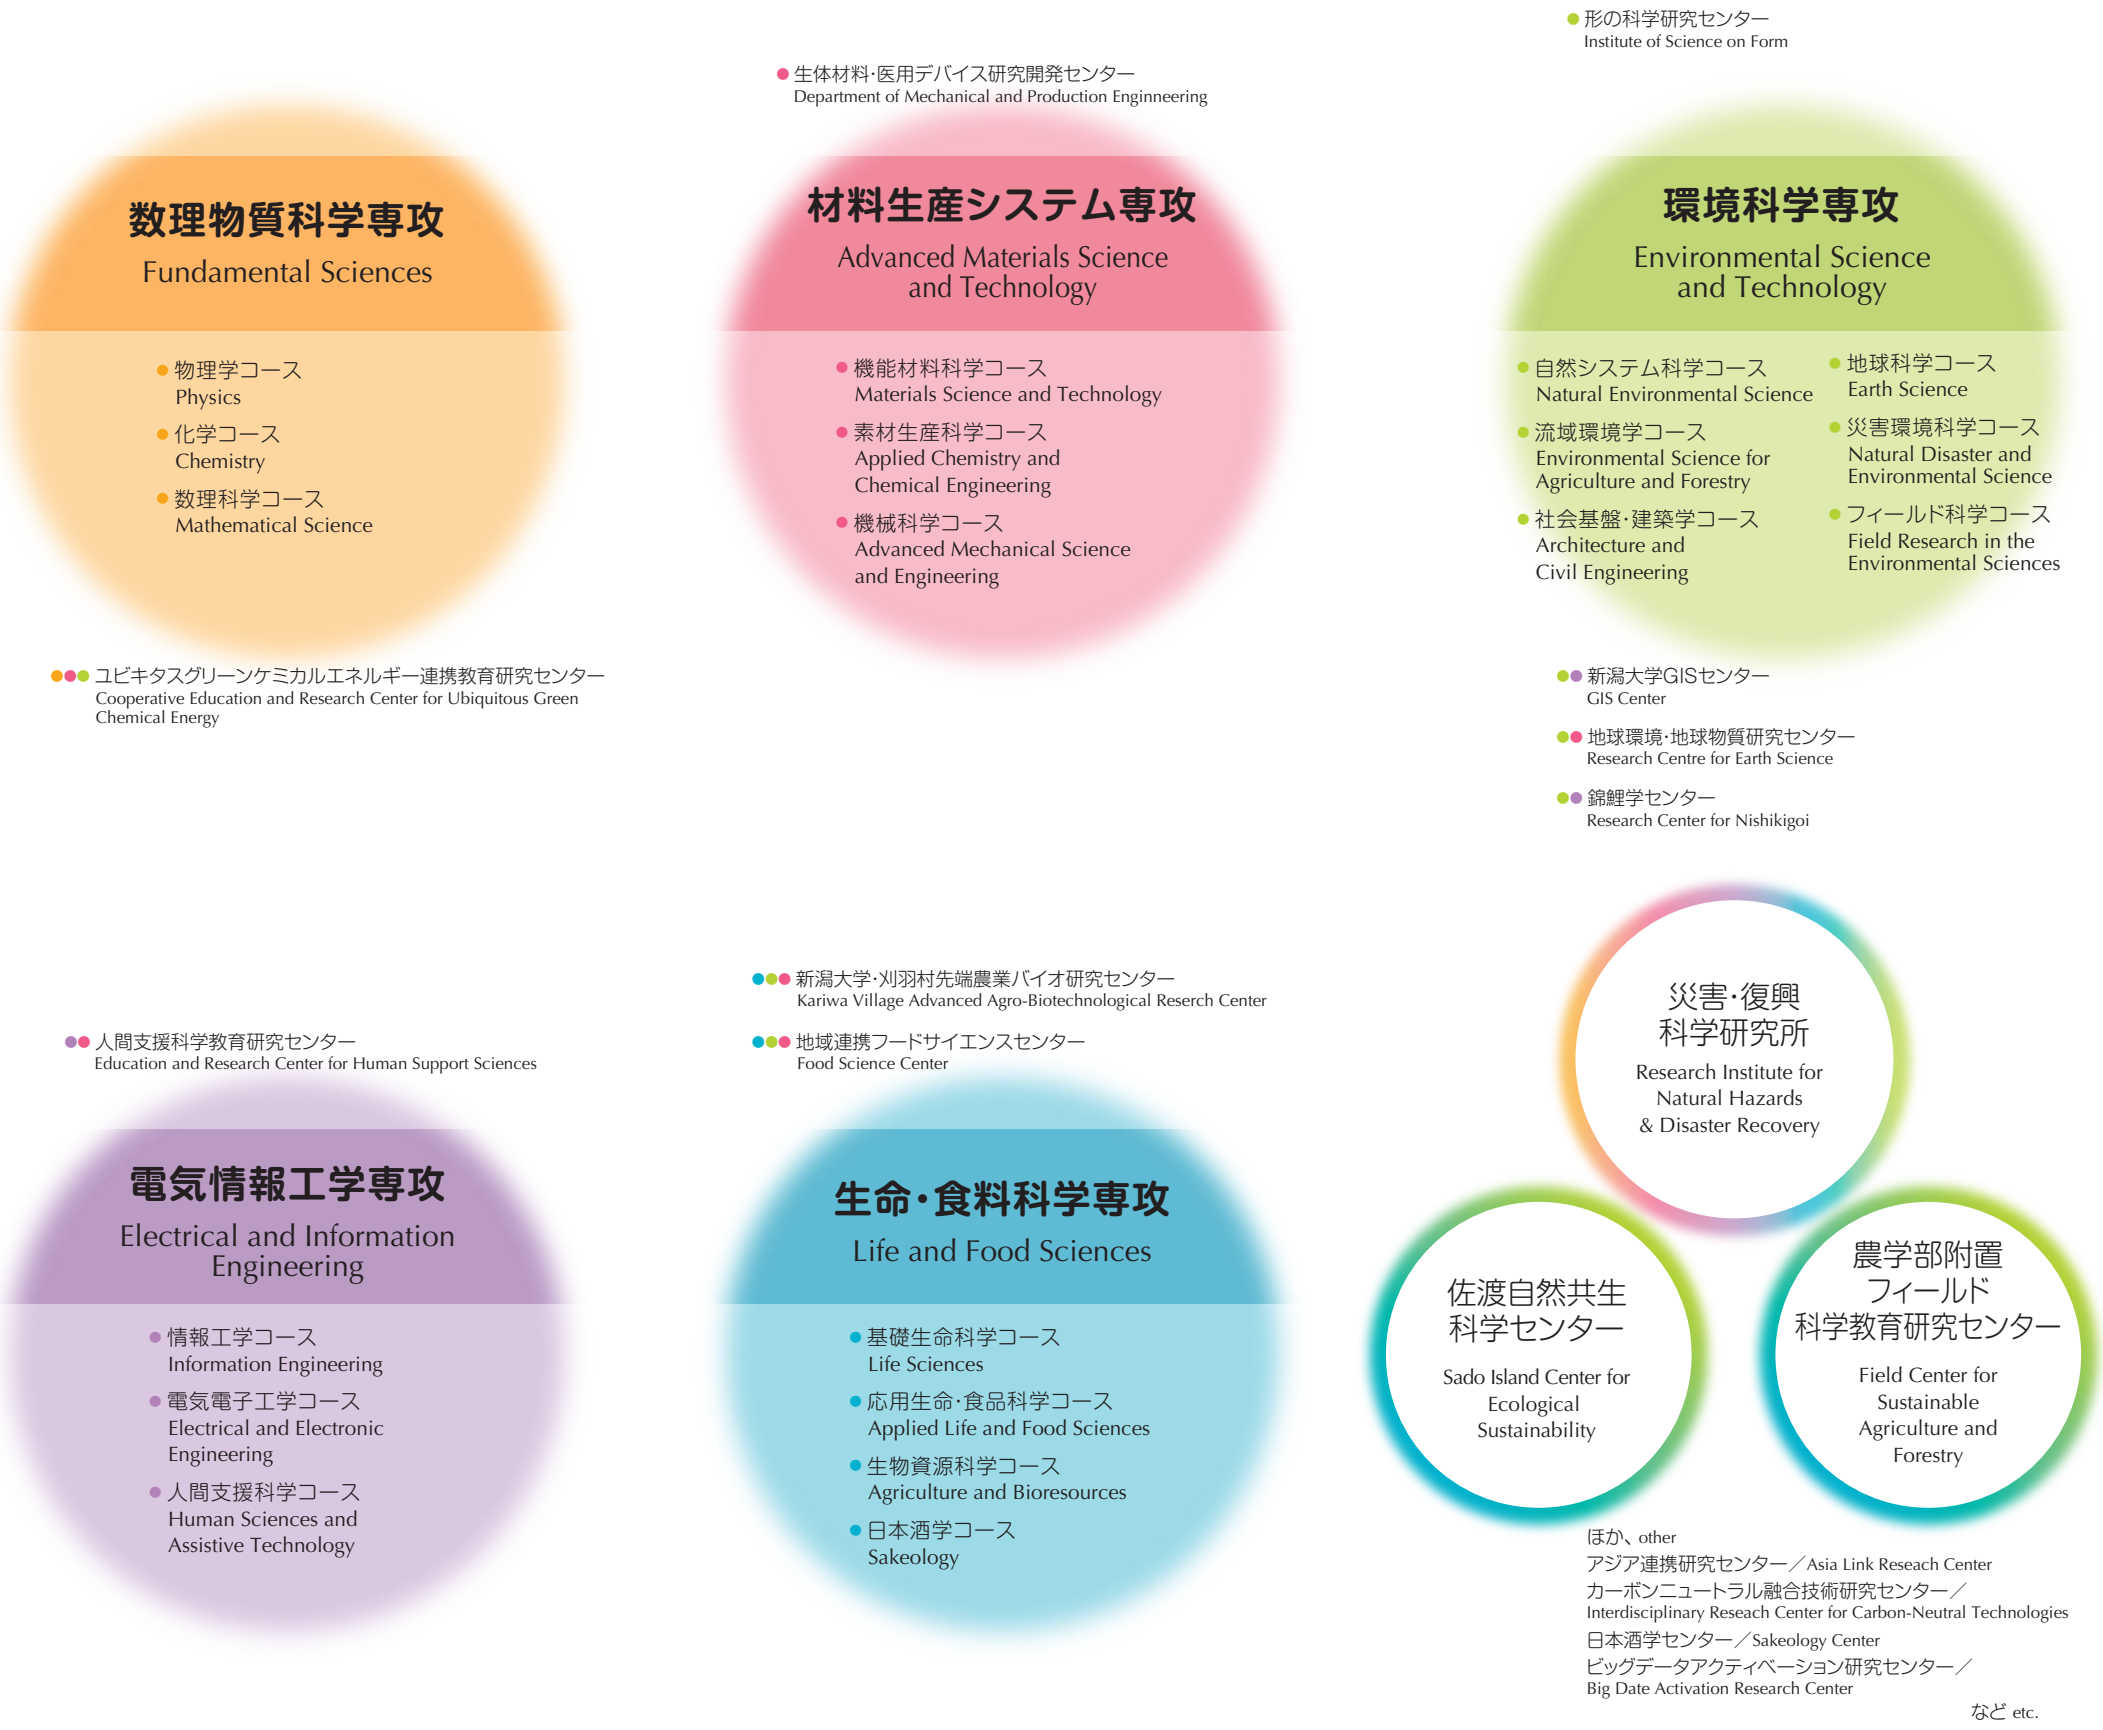 数理物質科学専攻
Fundamental Sciences
物理学コース
Physics
化学コース
Chemistry
数理科学コース
Mathematical Science
ユビキタスグリーンケミカルエネルギー連携教育研究センター
Cooperative Education and Research Center for Ubiquitous Green
Chemical Energy
生体材料・医用デバイス研究開発センター
Department of Mechanical and Production Enginneering
材料生産システム専攻
Advanced Materials Science
and Technology
機能材料科学コース
Materials Science and Technology
素材生産科学コース
Applied Chemistry and
Chemical Engineering
機械科学コース
Advanced Mechanical Science
and Engineering
形の科学研究センター
Institute of Science on Form
環境科学専攻
Environmental Science
and Technology
自然システム科学コース
Natural Environmental Science
流域環境学コース
Environmental Science for
Agriculture and Forestry
社会基盤・建築学コース
Architecture and
Civil Engineering
地球科学コース
Earth Science
災害環境科学コース
Natural Disaster and
Environmental Science
フィールド科学コース
Field Research in the
Environmental Sciences
新潟大学GISセンター
GIS Center
地球環境・地球物質研究センター
Research Centre for Earth Science
錦鯉学センター
Research Center for Nishikigoi
人間支援科学教育研究センター
Education and Research Center for Human Support Sciences
電気情報工学専攻
Electrical and Information
Engineering
情報工学コース
Information Engineering
電気電子工学コース
Electrical and Electronic
Engineering
人間支援科学コース
Human Sciences and
Assistive Technology
新潟大学・刈羽村先端農業バイオ研究センター
Kariwa Village Advanced Agro-Biotechnological Reserch Center
地域連携フードサイエンスセンター
Food Science Center
生命・食料科学専攻
Life and Food Sciences
基礎生命科学コース
Life Sciences
応用生命・食品科学コース
Applied Life and Food Sciences
生物資源科学コース
Agriculture and Bioresources
日本酒学コース
Sakeology
災害・復興
科学研究所
Research Institute for
Natural Hazards
& Disaster Recovery
佐渡自然共生
科学センター
Sado Island Center for
Ecological
Sustainability
農学部附置
フィールド
科学教育研究センター
Field Center for
Sustainable
Agriculture and
Forestry
ほか、other
アジア連携研究センター／Asia Link Reseach Center
カーボンニュートラル融合技術研究センター／
Interdisciplinary Reseach Center for Carbon-Neutral Technologies
日本酒学センター／Sakeology Center
ビッグデータアクティベーション研究センター／
Big Date Activation Research Center
など etc.